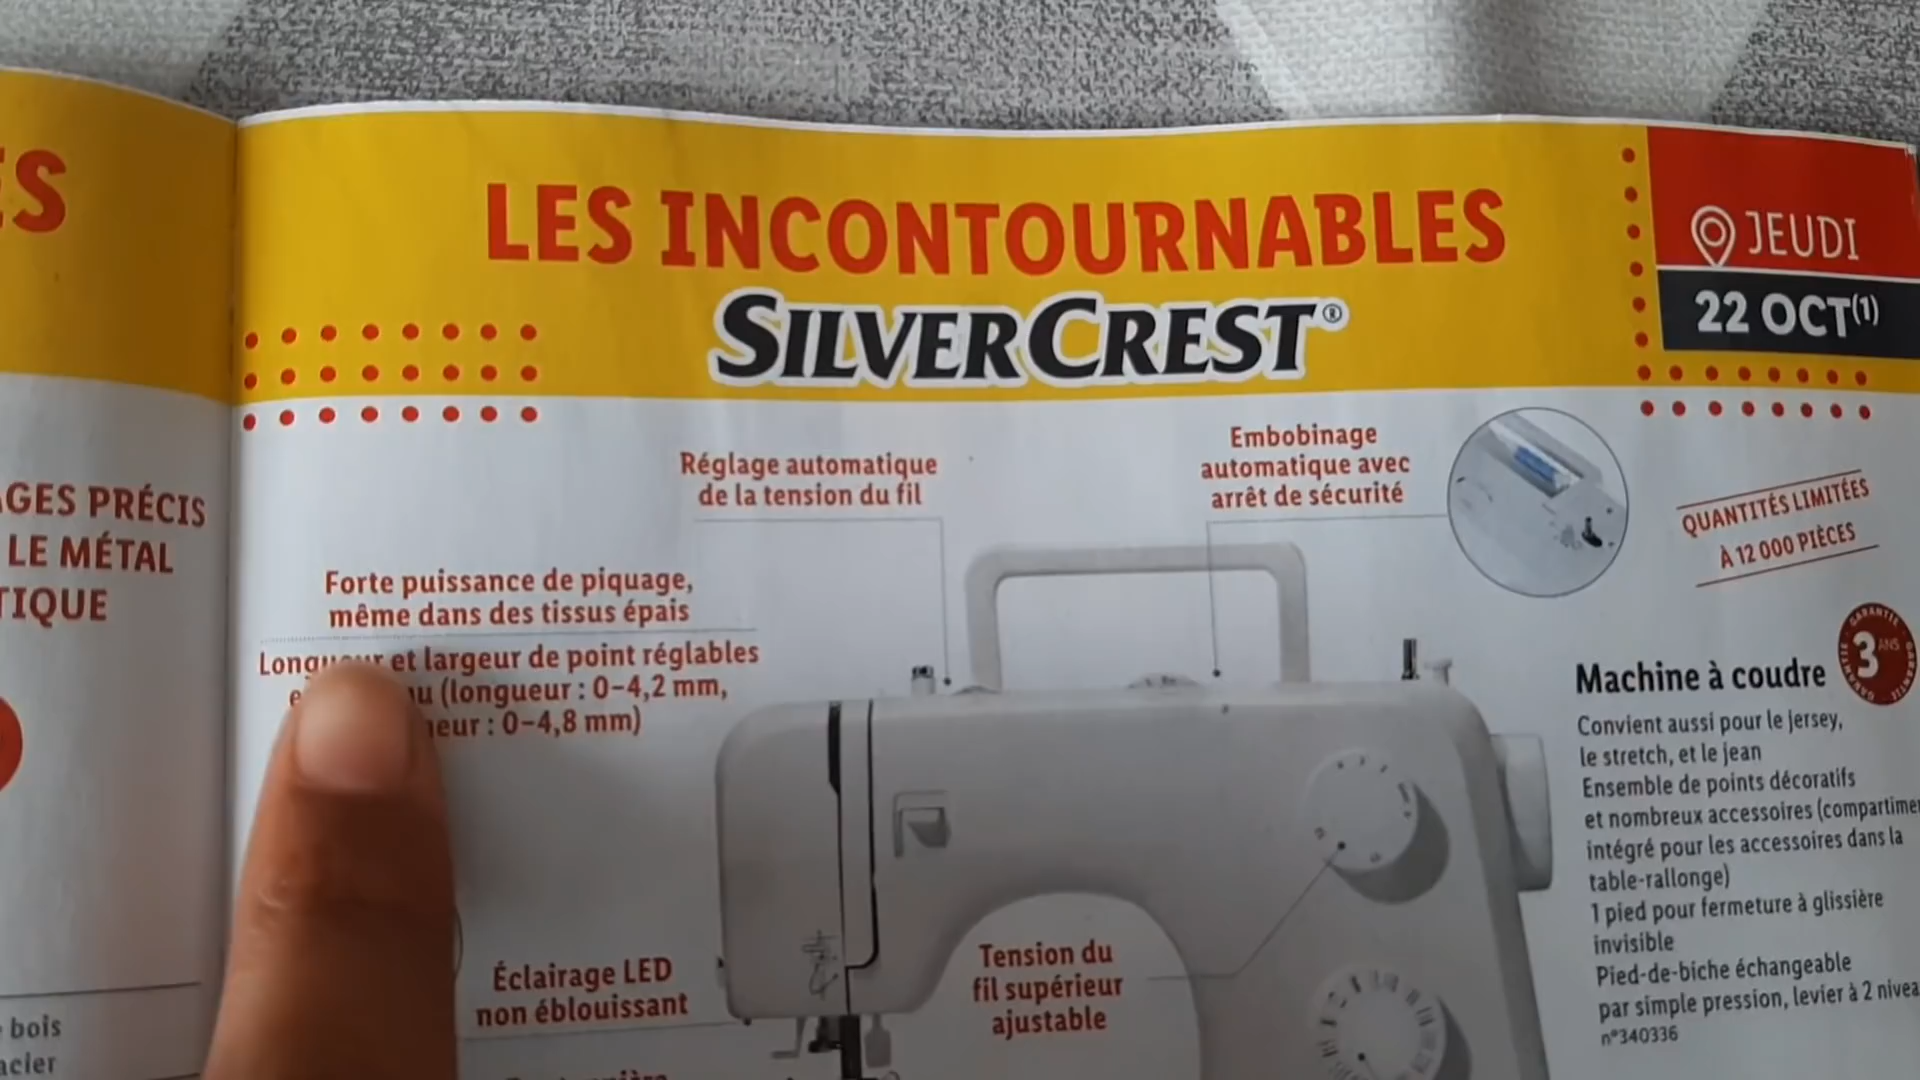 ES
AGES PRÉCIS
LE MÉTAL
TIQUE
bois
acier
LES INCONTOURNABLES
SILVERCREST®
JEUDI
22 OCT(1)
Réglage automatique
de la tension du fil
Embobinage
automatique avec
arrêt de sécurité
QUANTITÉS LIMITÉES
À 12 000 PIÈCES
Forte puissance de piquage,
même dans des tissus épais
Longueur et largeur de point réglables
(longueur : 0-4,2 mm,
eur : 0-4,8 mm)
Éclairage LED
non éblouissant
Tension du
fil supérieur
ajustable
GARANTIE
3 ANS
Machine à coudre
Convient aussi pour le jersey,
le stretch, et le jean
Ensemble de points décoratifs
et nombreux accessoires (compartimen
intégré pour les accessoires dans la
table-rallonge)
1 pied pour fermeture à glissière
invisible
Pied-de-biche échangeable
par simple pression, levier à 2 nivea
n°340336